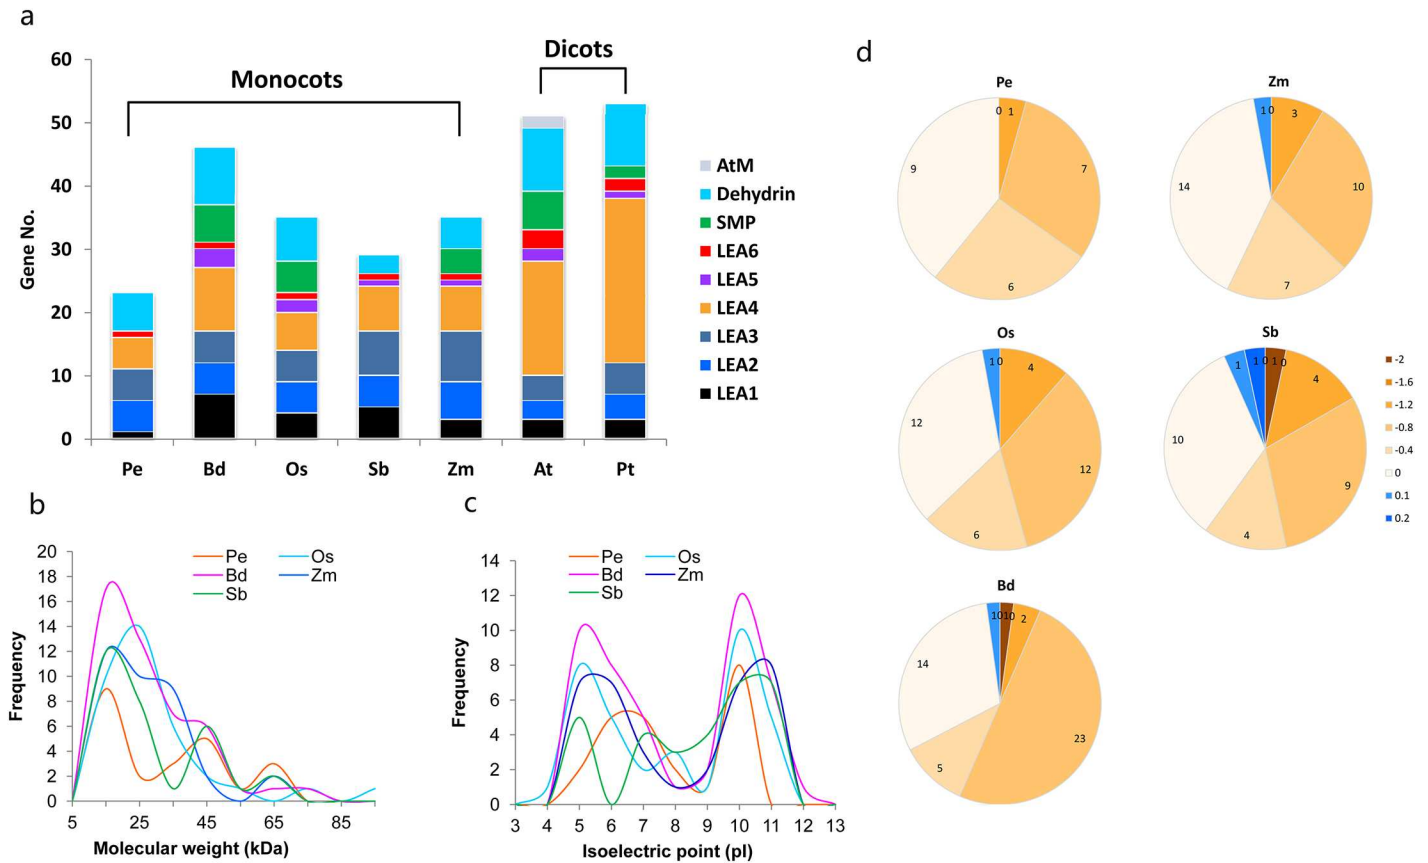 a
Monocots
Dicots
Gene No.
60
50
40
30
20
10
0
Pe Bd Os Sb Zm At Pt
AtM
Dehydrin
SMP
LEA6
LEA5
LEA4
LEA3
LEA2
LEA1
b
Frequency
20
18
16
14
12
10
8
6
4
2
0
5 25 45 65 85
Molecular weight (kDa)
Pe Os
Bd Zm
Sb
c
Frequency
14
12
10
8
6
4
2
0
3 4 5 6 7 8 9 10 11 12 13
Isoelectric point (pI)
Pe Os
Bd Zm
Sb
d
Pe
0 1
7
6
9
Zm
1 0 3
10
7
14
Os
1 0 4
12
6
12
Sb
1 1 0 1 0 4
9
4
10
Bd
1 0 1 0 2
23
5
14
-2
-1.6
-1.2
-0.8
-0.4
0
0.1
0.2